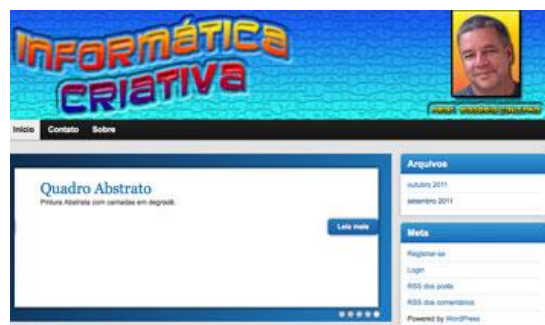 INFORMÁTICA
CRIATIVA
Início Contato Sobre
Quadro Abstrato
Pintura Abstrata com camadas em degradê.
Leia mais
Arquivos
outubro 2011
setembro 2011
Meta
Registrar-se
Login
RSS dos posts
RSS dos comentários
Powered by WordPress